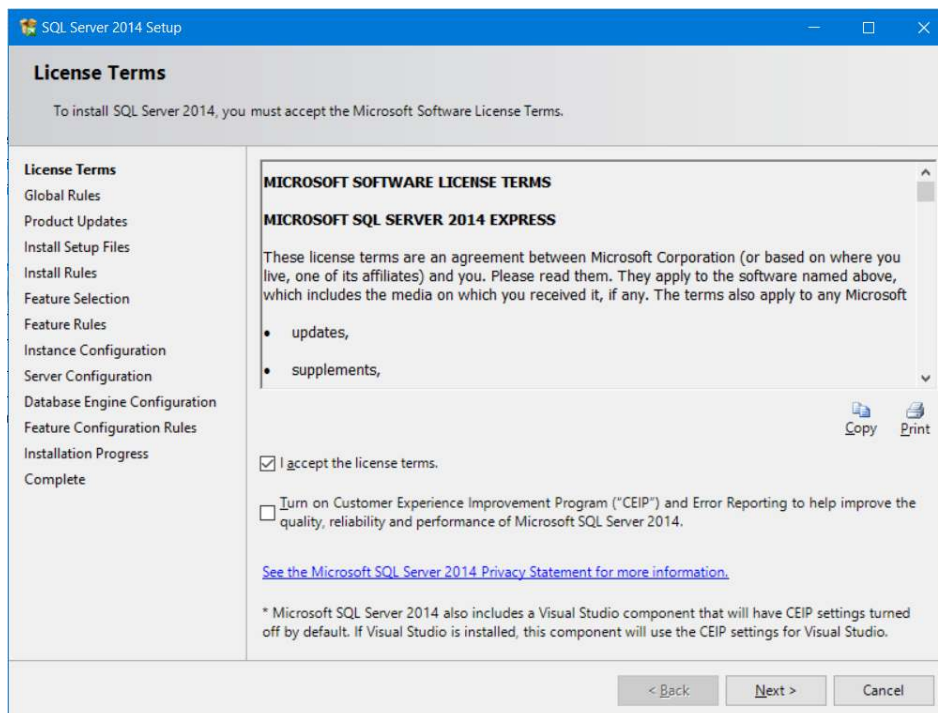 SQL Server 2014 Setup
License Terms
To install SQL Server 2014, you must accept the Microsoft Software License Terms.
License Terms
Global Rules
Product Updates
Install Setup Files
Install Rules
Feature Selection
Feature Rules
Instance Configuration
Server Configuration
Database Engine Configuration
Feature Configuration Rules
Installation Progress
Complete
MICROSOFT SOFTWARE LICENSE TERMS
MICROSOFT SQL SERVER 2014 EXPRESS
These license terms are an agreement between Microsoft Corporation (or based on where you
live, one of its affiliates) and you. Please read them. They apply to the software named above,
which includes the media on which you received it, if any. The terms also apply to any Microsoft
• updates,
• supplements,
Copy Print
I accept the license terms.
Turn on Customer Experience Improvement Program ("CEIP") and Error Reporting to help improve the
quality, reliability and performance of Microsoft SQL Server 2014.
See the Microsoft SQL Server 2014 Privacy Statement for more information.
* Microsoft SQL Server 2014 also includes a Visual Studio component that will have CEIP settings turned
off by default. If Visual Studio is installed, this component will use the CEIP settings for Visual Studio.
< Back Next > Cancel